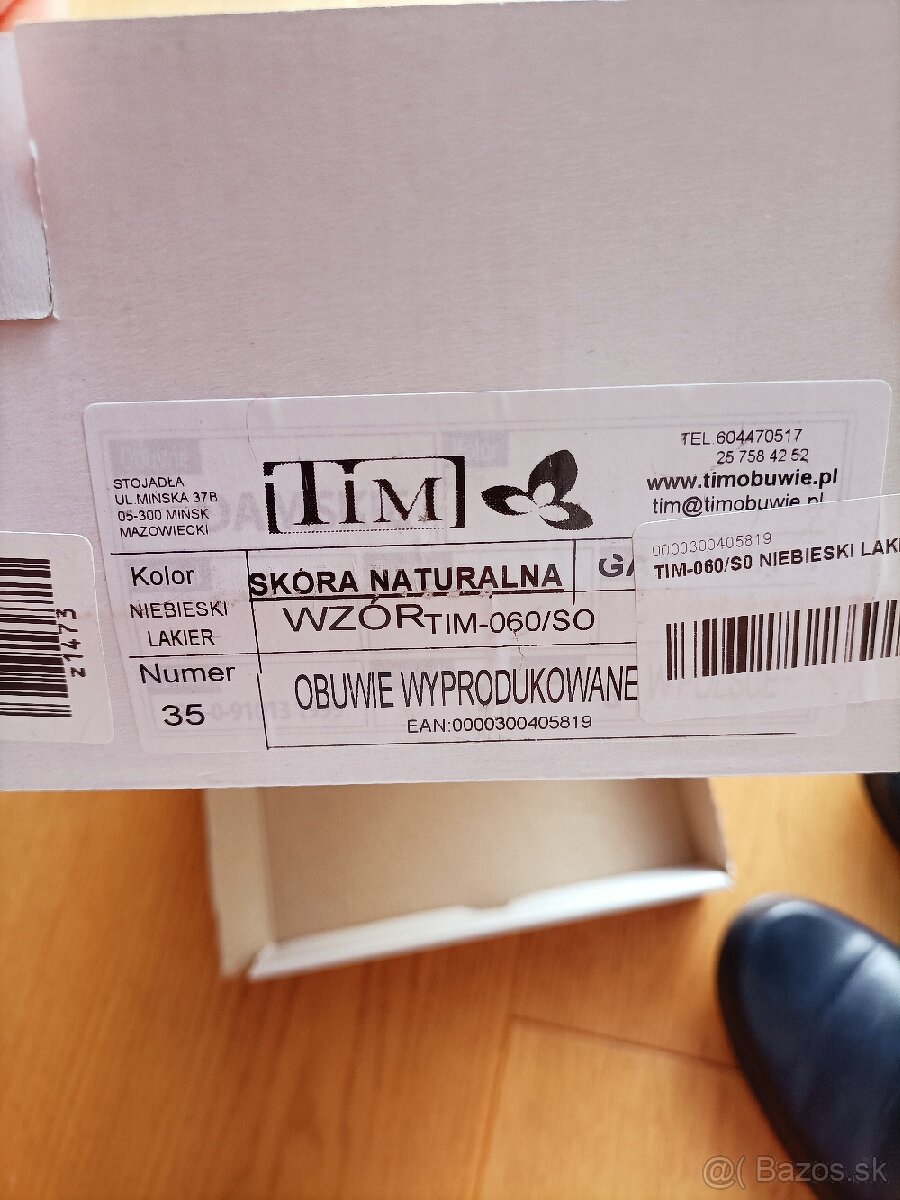 STOJADŁA
UL.MINSKA 37B
05-300 MIŃSK
MAZOWIECKI
TIM
TEL 604470517
25 758 42 52
www.timobuwie.pl
tim@timobuwie.pl
Kolor
NIEBIESKI
LAKIER
SKÓRA NATURALNA
GA
WZÓR TIM-060/SO
Numer
35
OBUWIE WYPRODUKOWANE
EAN:0000300405819
0000300405819
TIM-060/S0 NIEBIESKI LAKI
z1473
@( Bazos.sk